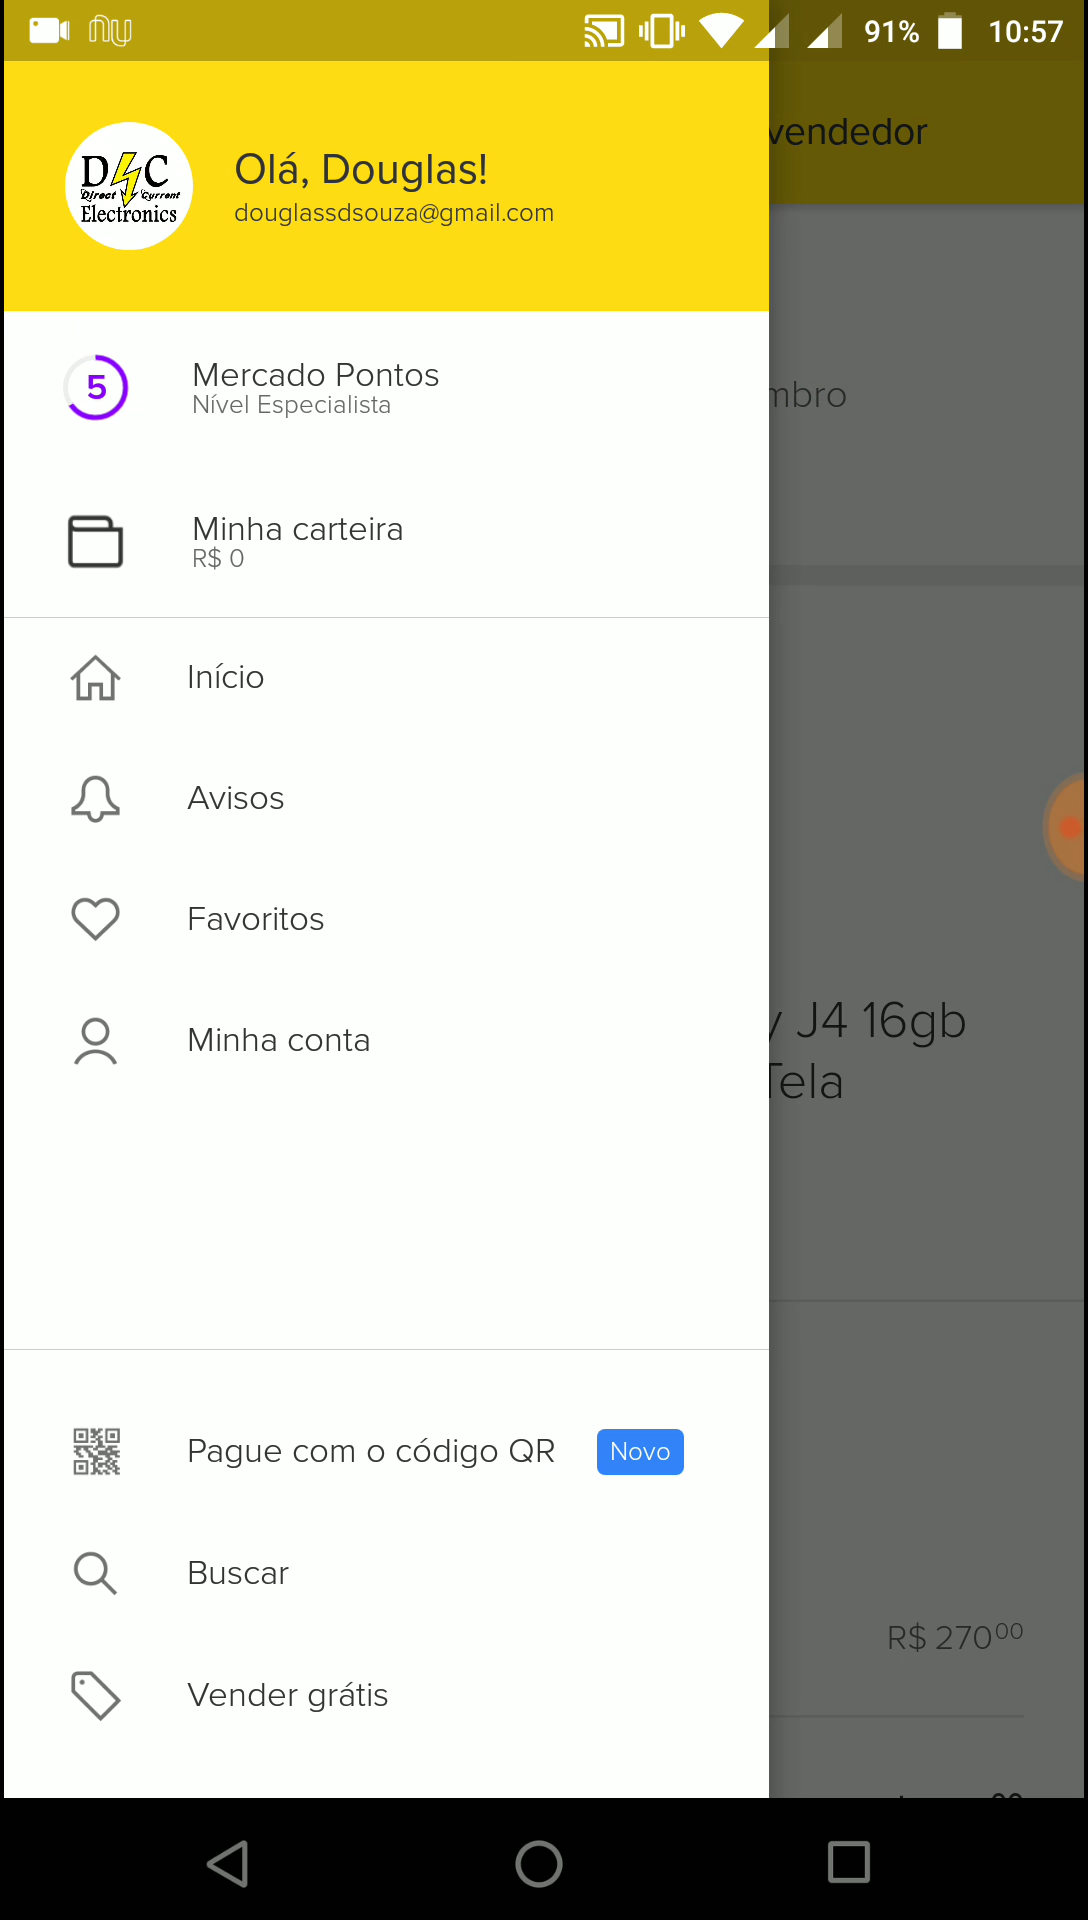 91% 10:57
vendedor
D C
Direct Current
Electronics
Olá, Douglas!
douglassdsouza@gmail.com
5
Mercado Pontos
Nível Especialista
mbro
Minha carteira
R$ 0
Início
Avisos
Favoritos
y J4 16gb
Tela
Minha conta
Pague com o código QR Novo
Buscar
R$ 270⁰⁰
Vender grátis